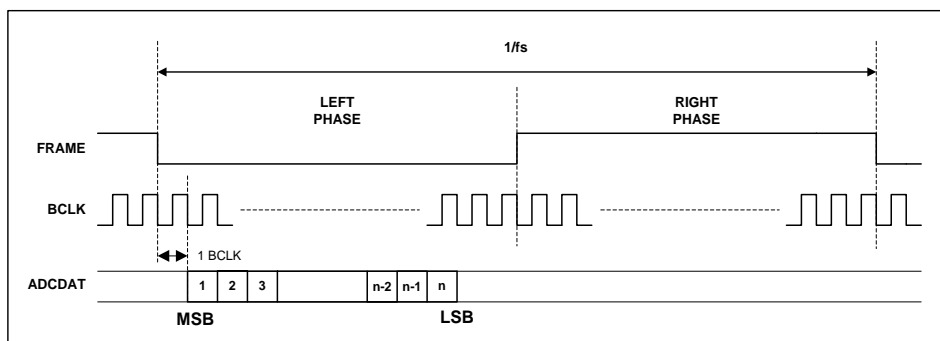 1/fs
LEFT
PHASE
RIGHT
PHASE
FRAME
BCLK
1 BCLK
ADCDAT
1 2 3 n-2 n-1 n
MSB LSB